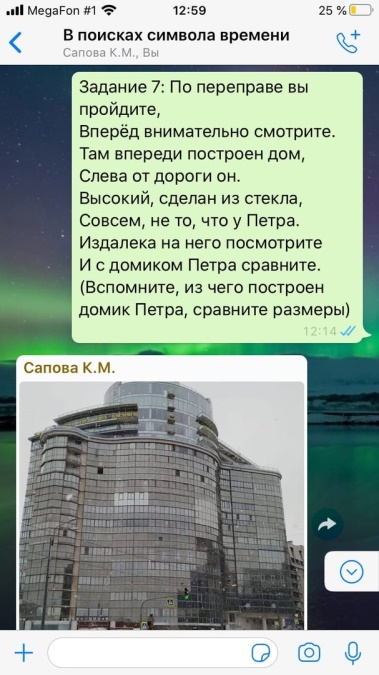 MegaFon #1 12:59 25 %
В поисках символа времени
Сапова К.М., Вы
Задание 7: По переправе вы
пройдите,
Вперёд внимательно смотрите.
Там впереди построен дом,
Слева от дороги он.
Высокий, сделан из стекла,
Совсем, не то, что у Петра.
Издалека на него посмотрите
И с домиком Петра сравните.
(Вспомните, из чего построен
домик Петра, сравните размеры)
12:14
Сапова К.М.